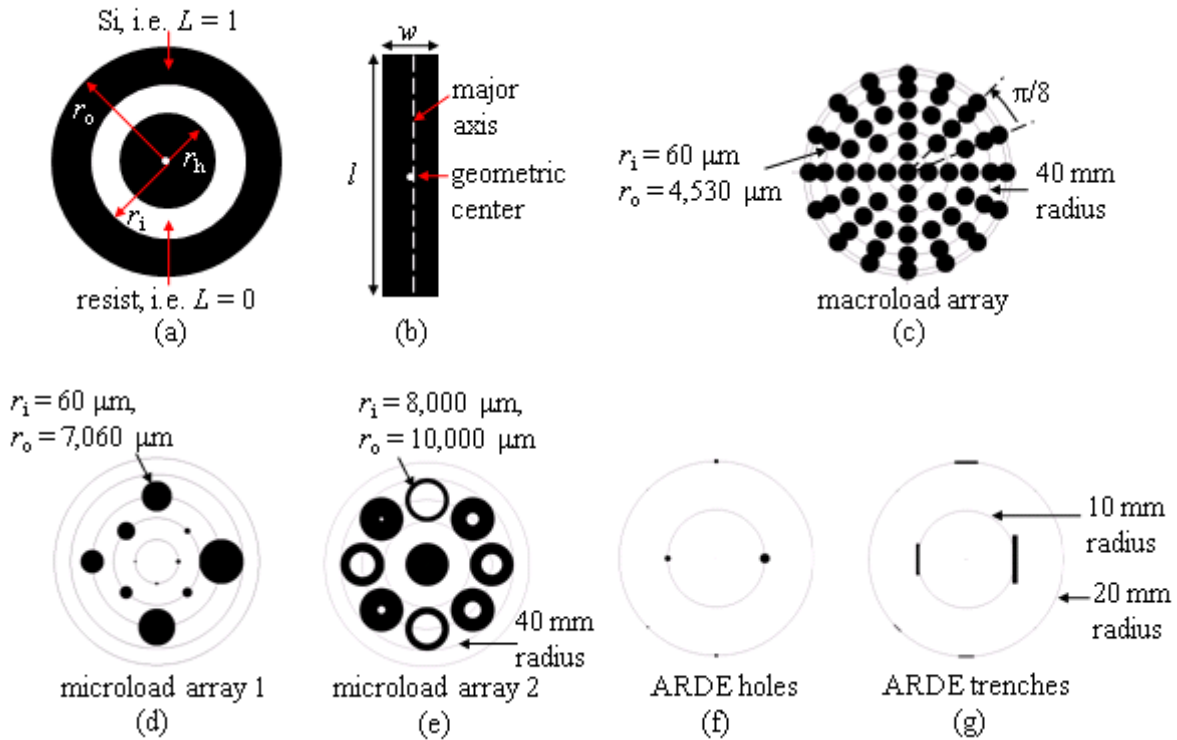 Si, i.e. L = 1
r_o
r_h
r_i
resist, i.e. L = 0
(a)
w
l
major
axis
geometric
center
(b)
π/8
r_i = 60 μm
r_o = 4,530 μm
40 mm
radius
macroload array
(c)
r_i = 60 μm,
r_o = 7,060 μm
microload array 1
(d)
r_i = 8,000 μm,
r_o = 10,000 μm
40 mm
radius
microload array 2
(e)
ARDE holes
(f)
10 mm
radius
20 mm
radius
ARDE trenches
(g)